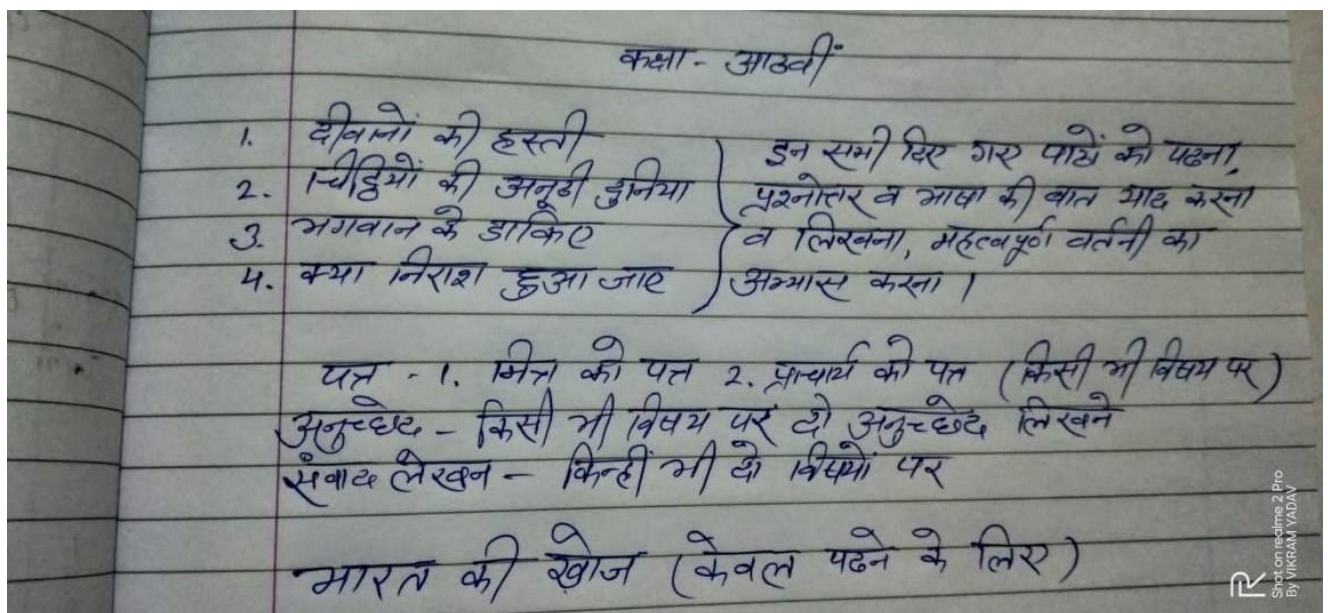 कक्षा - आठवीं
1. दीवानों की हस्ती
2. चिट्ठियों की अनूठी दुनिया
3. भगवान के डाकिए
4. क्या निराश हुआ जाए
इन सभी दिए गए पाठों को पढना,
प्रश्नोत्तर व भाषा की बात याद करना
व लिखना, महत्वपूर्ण वर्तनी का
अभ्यास करना ।
पत्र - 1. मित्र को पत्र 2. प्राचार्य को पत्र (किसी भी विषय पर)
अनुच्छेद - किसी भी विषय पर दो अनुच्छेद लिखने
संवाद लेखन - किन्हीं भी दो विषयों पर
भारत की खोज (केवल पढने के लिए)
Shot on realme 2 Pro
By VIKRAM YADAV